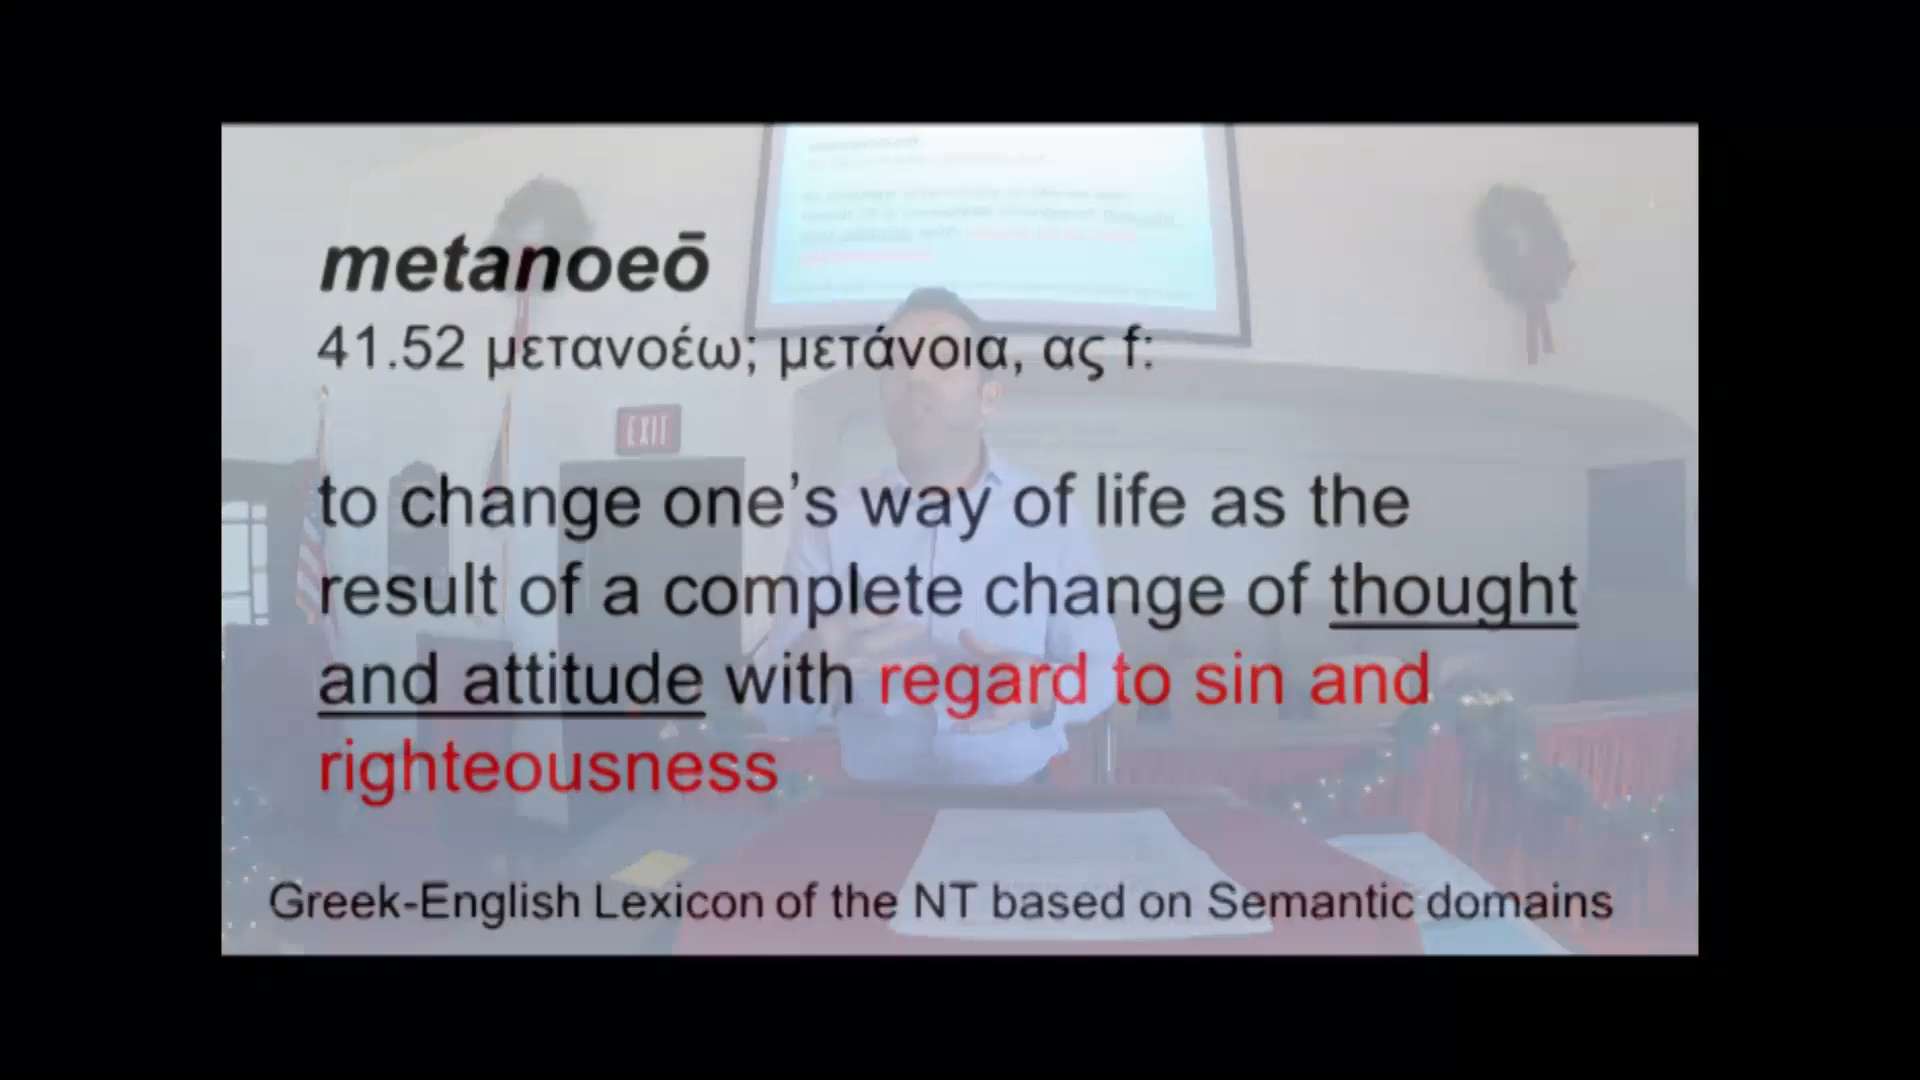 metanoeō
41.52 μετανοέω; μετάνοια, ας f:
EXIT
to change one’s way of life as the
result of a complete change of thought
and attitude with regard to sin and
righteousness
Greek-English Lexicon of the NT based on Semantic domains